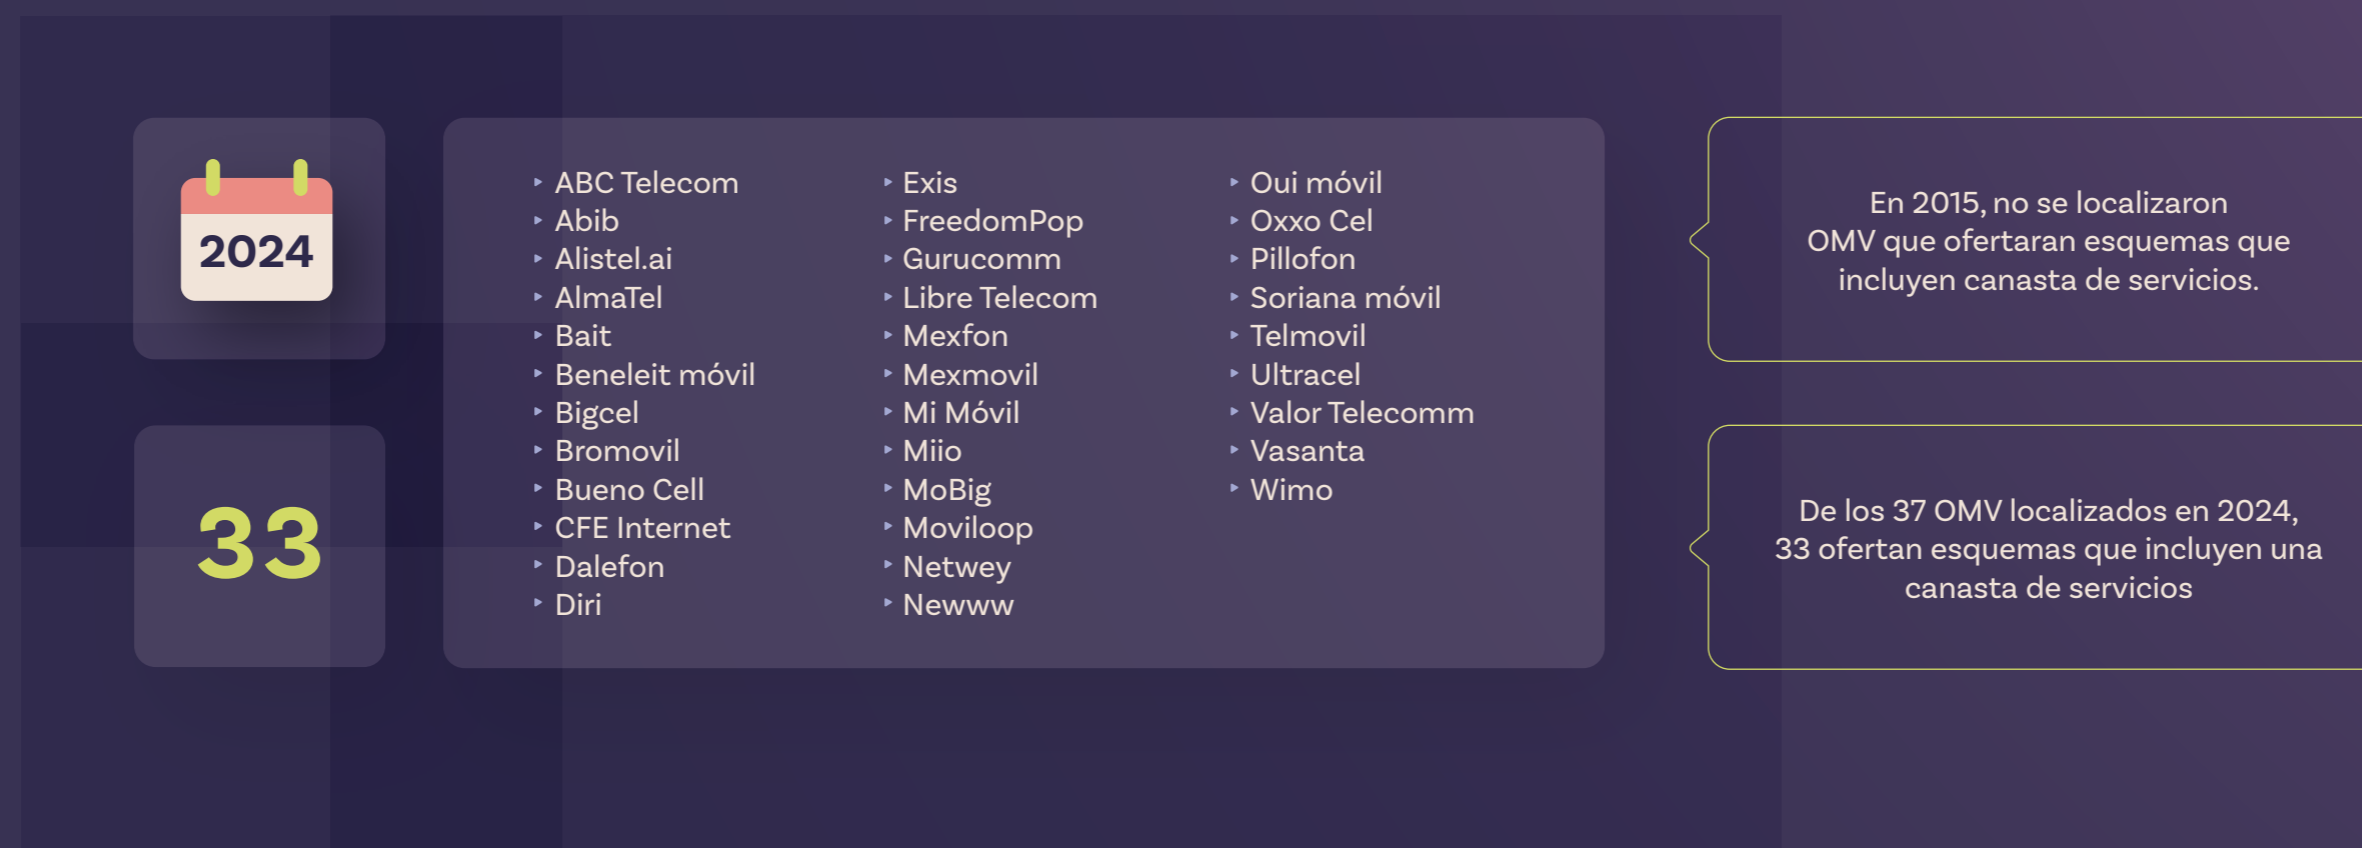 2024
33
ABC Telecom
Abib
Alistel.ai
AlmaTel
Bait
Beneleit móvil
Bigcel
Bromovil
Bueno Cell
CFE Internet
Dalefon
Diri
Exis
FreedomPop
Gurucomm
Libre Telecom
Mexfon
Mexmovil
Mi Móvil
Miio
MoBig
Moviloop
Netwey
Newww
Oui móvil
Oxxo Cel
Pillofon
Soriana móvil
Telmovil
Ultracel
Valor Telecomm
Vasanta
Wimo
En 2015, no se localizaron
OMV que ofertaran esquemas que
incluyen canasta de servicios.
De los 37 OMV localizados en 2024,
33 ofertan esquemas que incluyen una
canasta de servicios